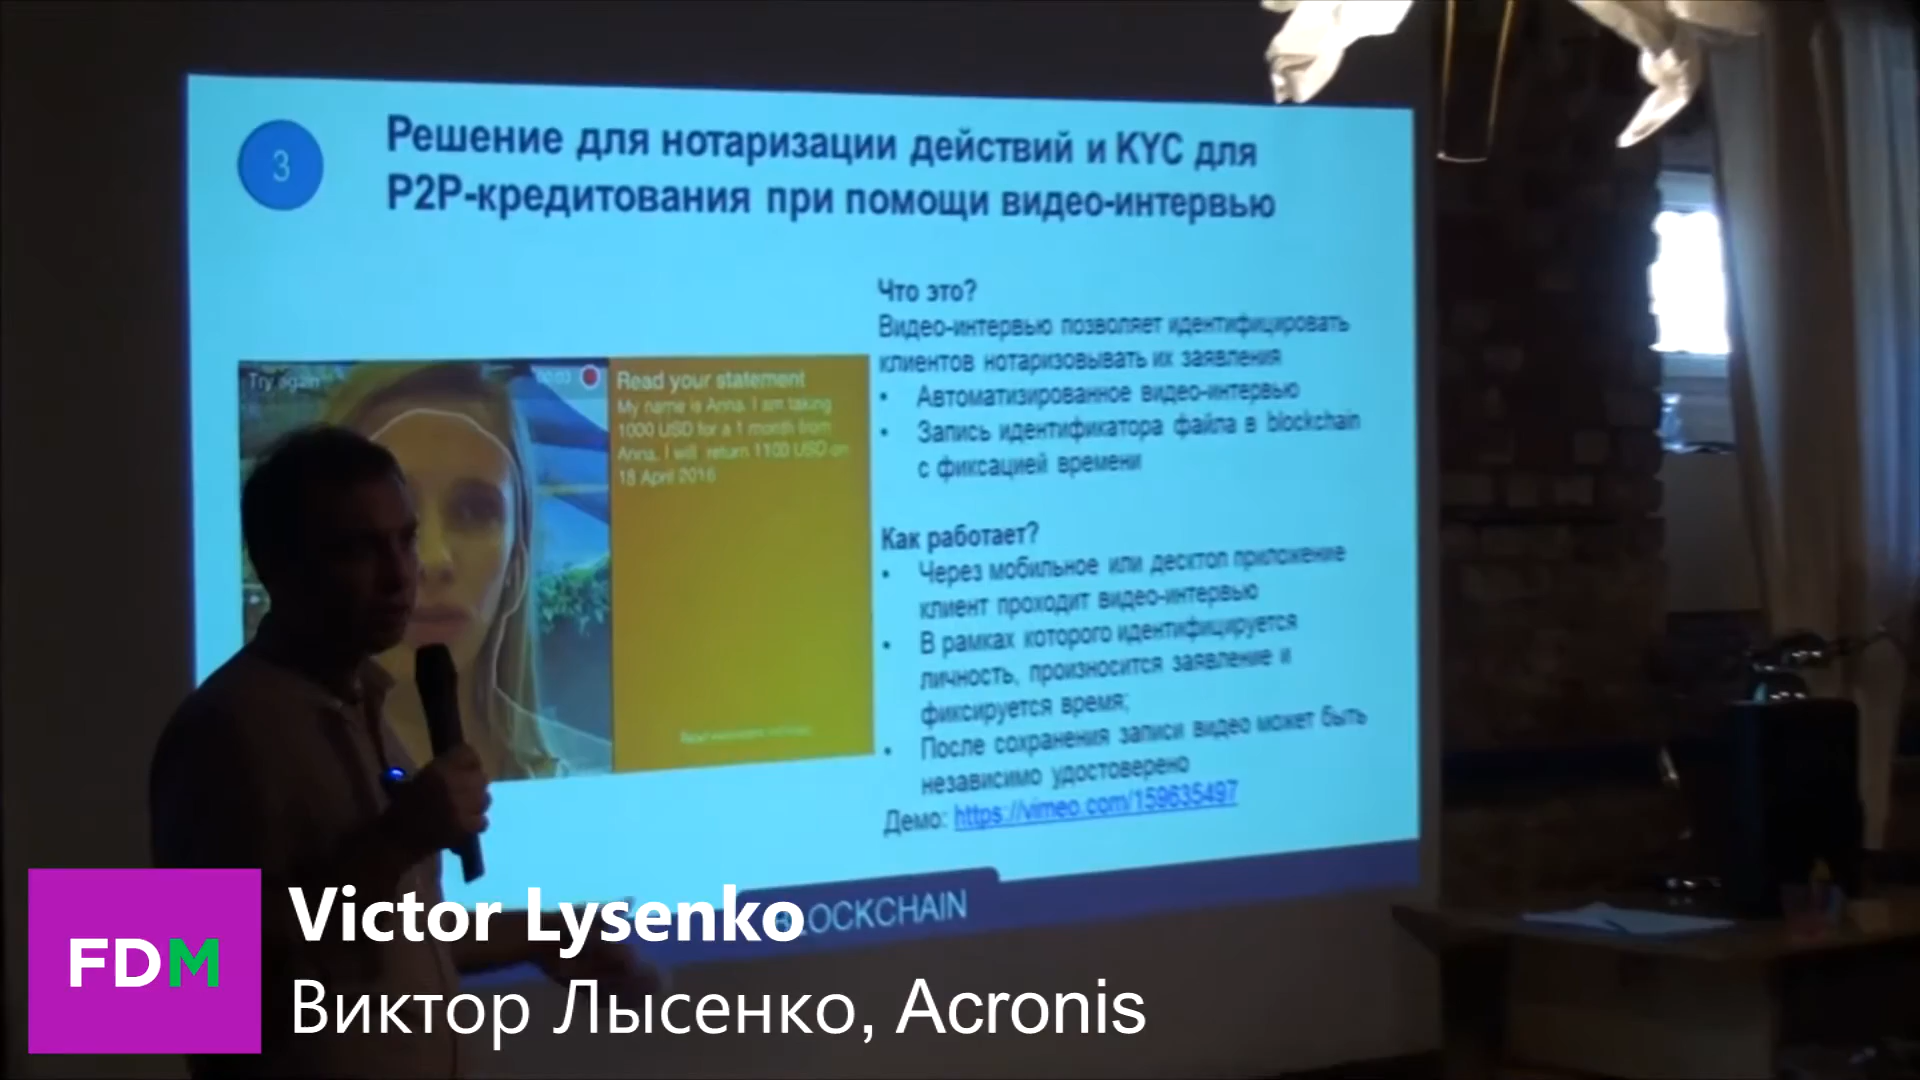 3
Решение для нотаризации действий и KYC для
P2P-кредитования при помощи видео-интервью
Try again
00:03
Read your statement
My name is Anna. I am taking
1000 USD for a 1 month from
Anna. I will return 1100 USD on
18 April 2016
Что это?
Видео-интервью позволяет идентифицировать
клиентов нотаризовывать их заявления
• Автоматизированное видео-интервью
• Запись идентификатора файла в blockchain
с фиксацией времени
Как работает?
• Через мобильное или десктоп приложение
клиент проходит видео-интервью
• В рамках которого идентифицируется
личность, произносится заявление и
фиксируется время;
• После сохранения записи видео может быть
независимо удостоверено
Демо: https://vimeo.com/159635497
BLOCKCHAIN
FDM
Victor Lysenko
Виктор Лысенко, Acronis